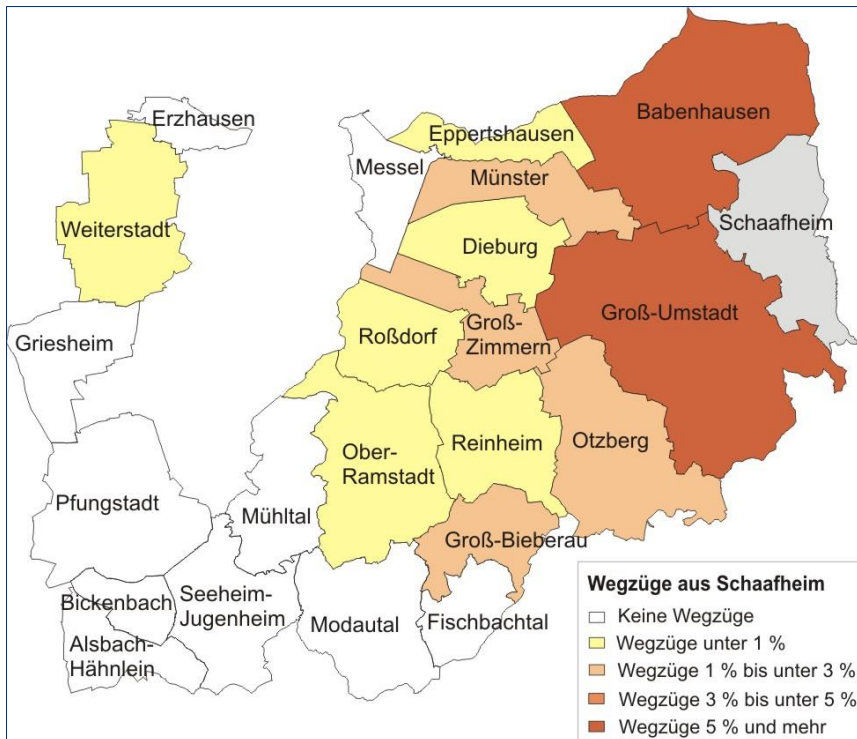 Erzhausen
Babenhausen
Eppertshausen
Messel
Münster
Schaafheim
Weiterstadt
Dieburg
Groß-Umstadt
Groß-
Zimmern
Roßdorf
Griesheim
Ober-
Ramstadt
Reinheim
Otzberg
Pfungstadt
Mühltal
Groß-Bieberau
Seeheim-
Jugenheim
Bickenbach
Alsbach-
Hähnlein
Modautal
Fischbachtal
Wegzüge aus Schaafheim
Keine Wegzüge
Wegzüge unter 1 %
Wegzüge 1 % bis unter 3 %
Wegzüge 3 % bis unter 5 %
Wegzüge 5 % und mehr